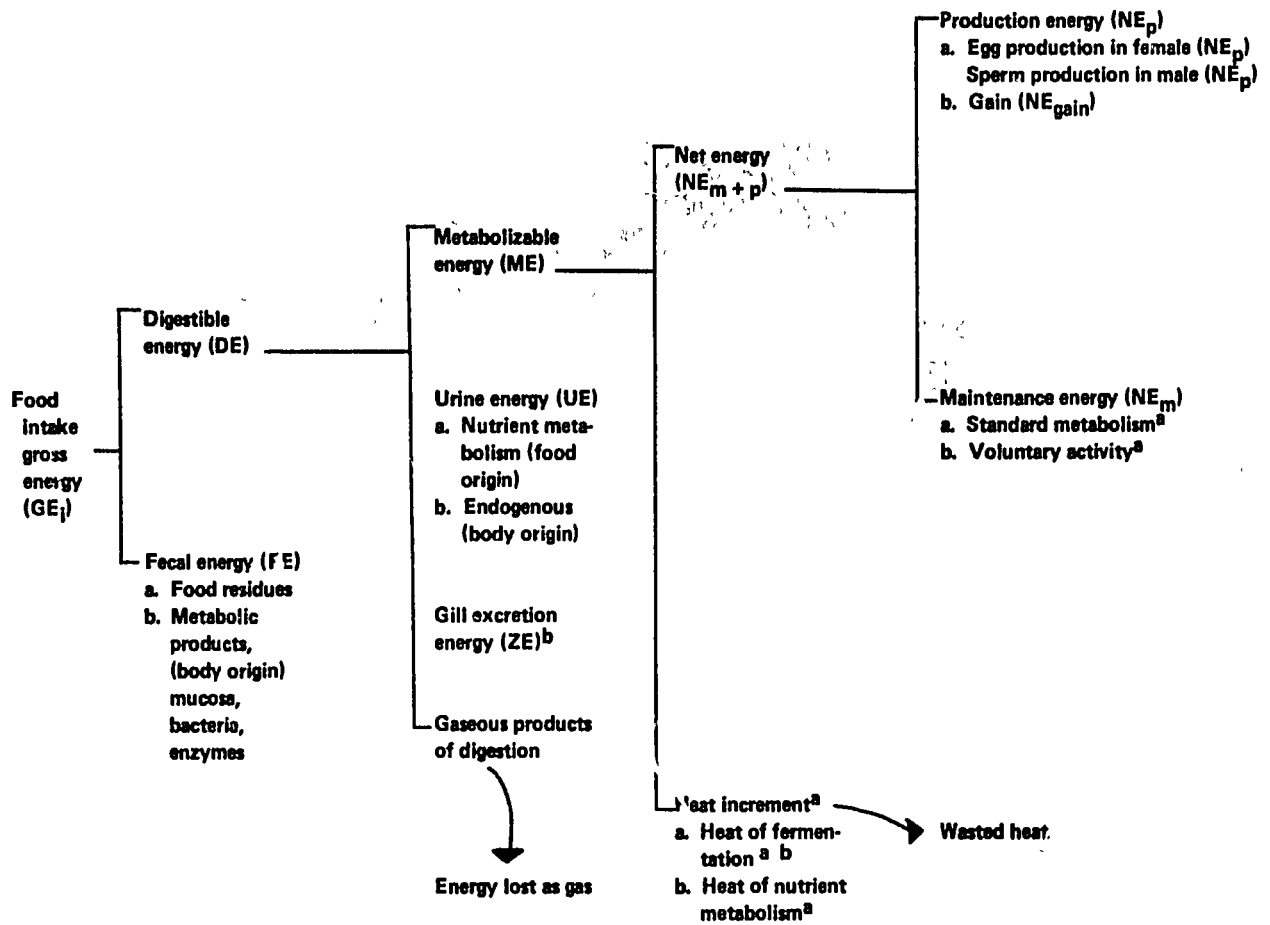 Production energy (NEp)
a. Egg production in female (NEp)
Sperm production in male (NEp)
b. Gain (NEgain)
Net energy
(NEm + p)
Metabolizable
energy (ME)
Digestible
energy (DE)
Food
intake
gross
energy
(GEi)
Urine energy (UE)
a. Nutrient meta-
bolism (food
origin)
b. Endogenous
(body origin)
Maintenance energy (NEm)
a. Standard metabolisma
b. Voluntary activitya
Fecal energy (FE)
a. Food residues
b. Metabolic
products,
(body origin)
mucosa,
bacteria,
enzymes
Gill excretion
energy (ZE)b
Gaseous products
of digestion
Energy lost as gas
Heat incrementa
a. Heat of fermen-
tation a b
b. Heat of nutrient
metabolisma
Wasted heat.